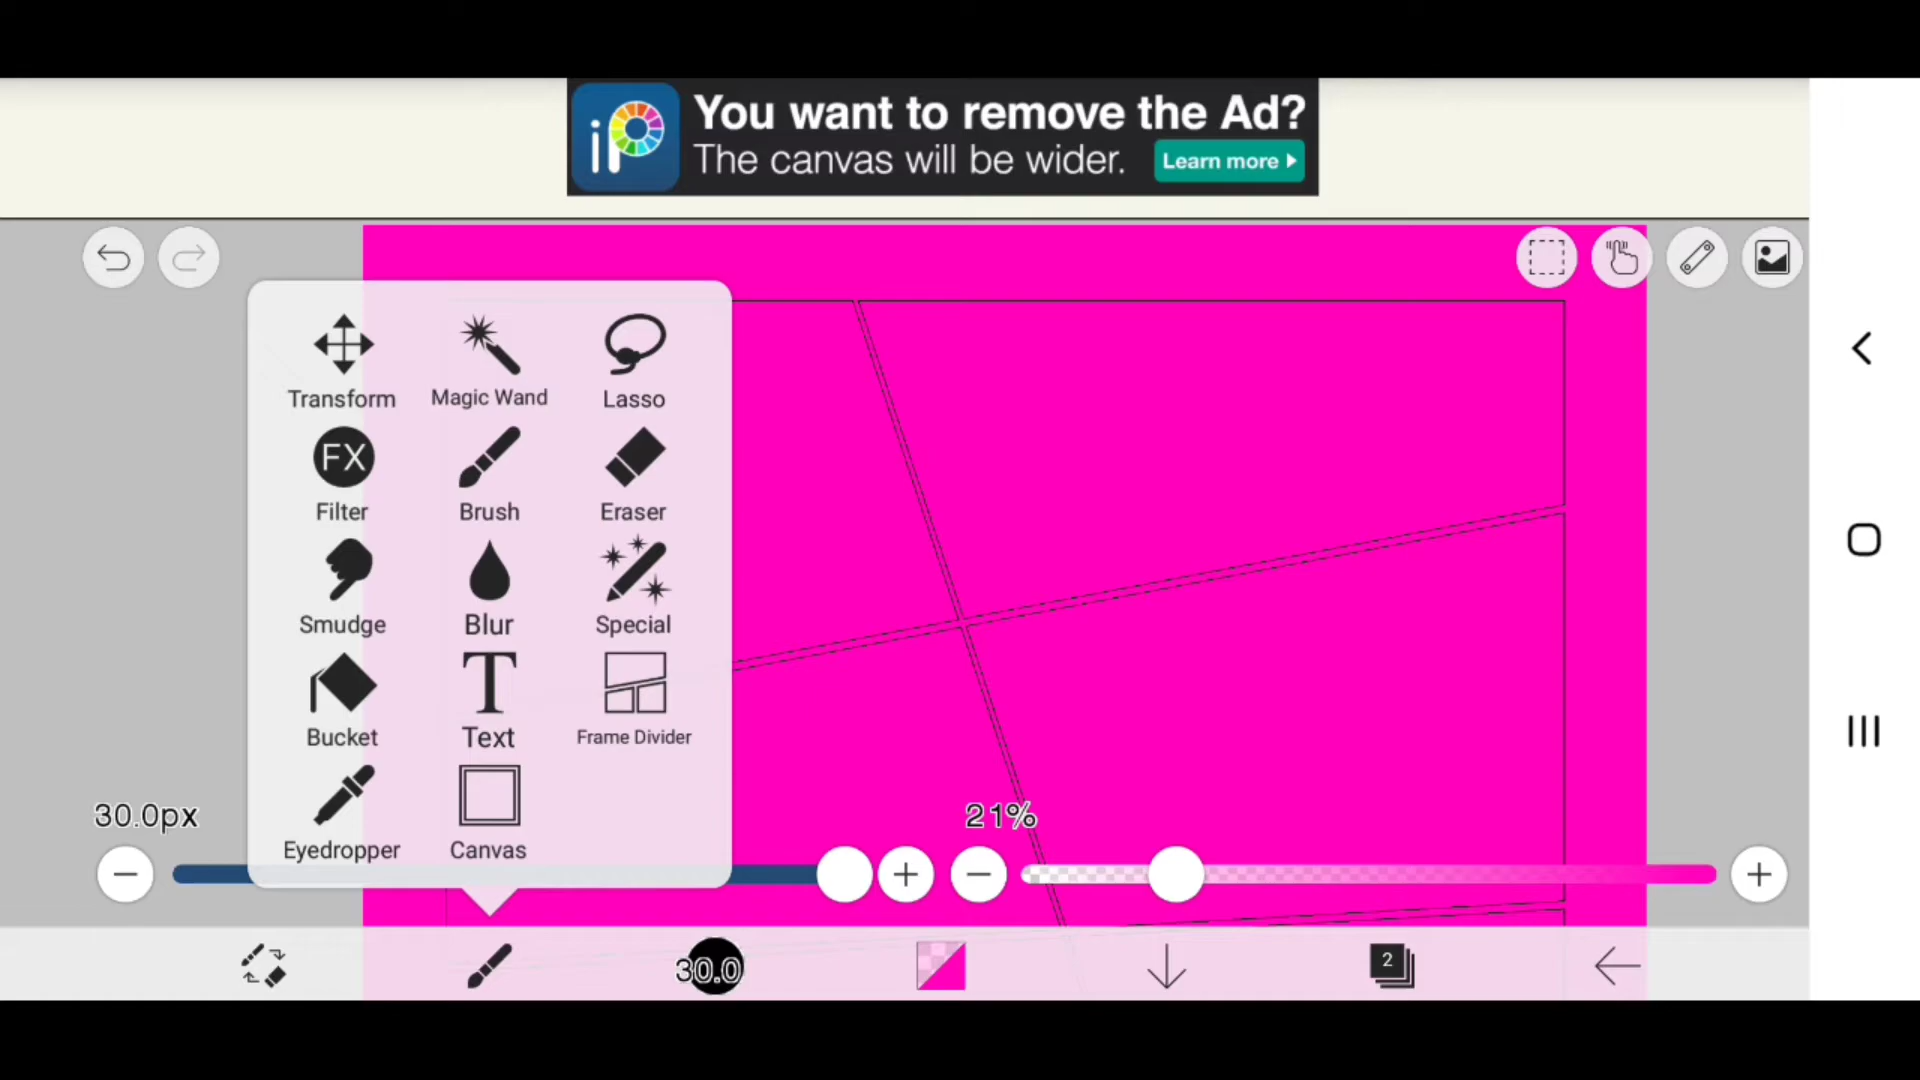 iP
You want to remove the Ad?
The canvas will be wider.
Learn more
Transform
Magic Wand
Lasso
FX
Filter
Brush
Eraser
Smudge
Blur
Special
T
Bucket
Text
Frame Divider
Eyedropper
Canvas
30.0px
21%
30.0
2